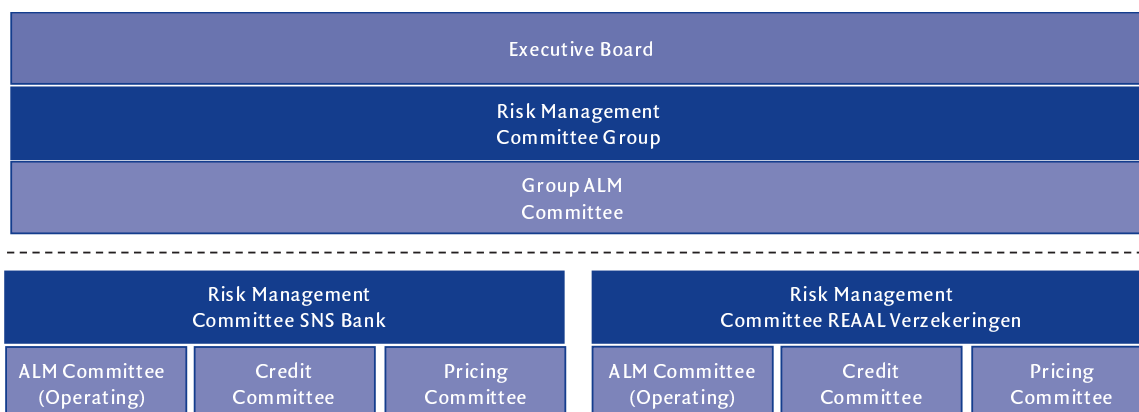 Executive Board
Risk Management
Committee Group
Group ALM
Committee
Risk Management
Committee SNS Bank
Risk Management
Committee REAAL Verzekeringen
ALM Committee
(Operating)
Credit
Committee
Pricing
Committee
ALM Committee
(Operating)
Credit
Committee
Pricing
Committee